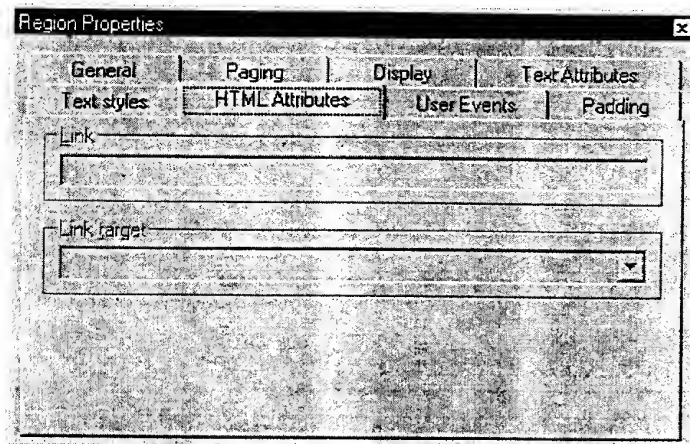 Region Properties
General Paging Display Text Attributes
Text styles HTML Attributes User Events Padding
Link
Link target